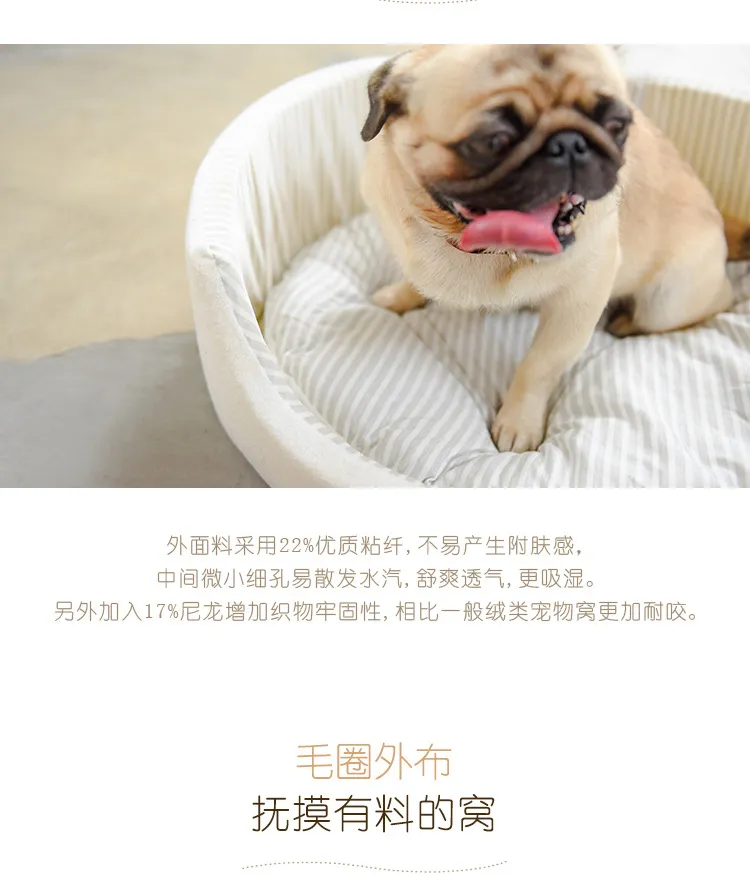 外面料采用22%优质粘纤,不易产生附肤感,
中间微小细孔易散发水汽,舒爽透气,更吸湿。
另外加入17%尼龙增加织物牢固性,相比一般绒类宠物窝更加耐咬。
毛圈外布
抚摸有料的窝